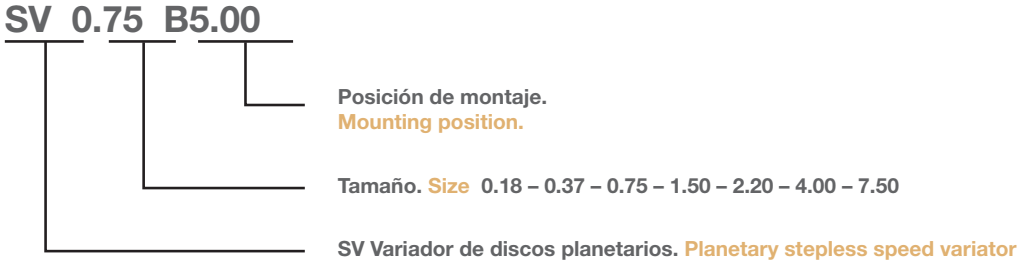 SV 0.75 B5.00
Posición de montaje.
Mounting position.
Tamaño. Size 0.18 – 0.37 – 0.75 – 1.50 – 2.20 – 4.00 – 7.50
SV Variador de discos planetarios. Planetary stepless speed variator